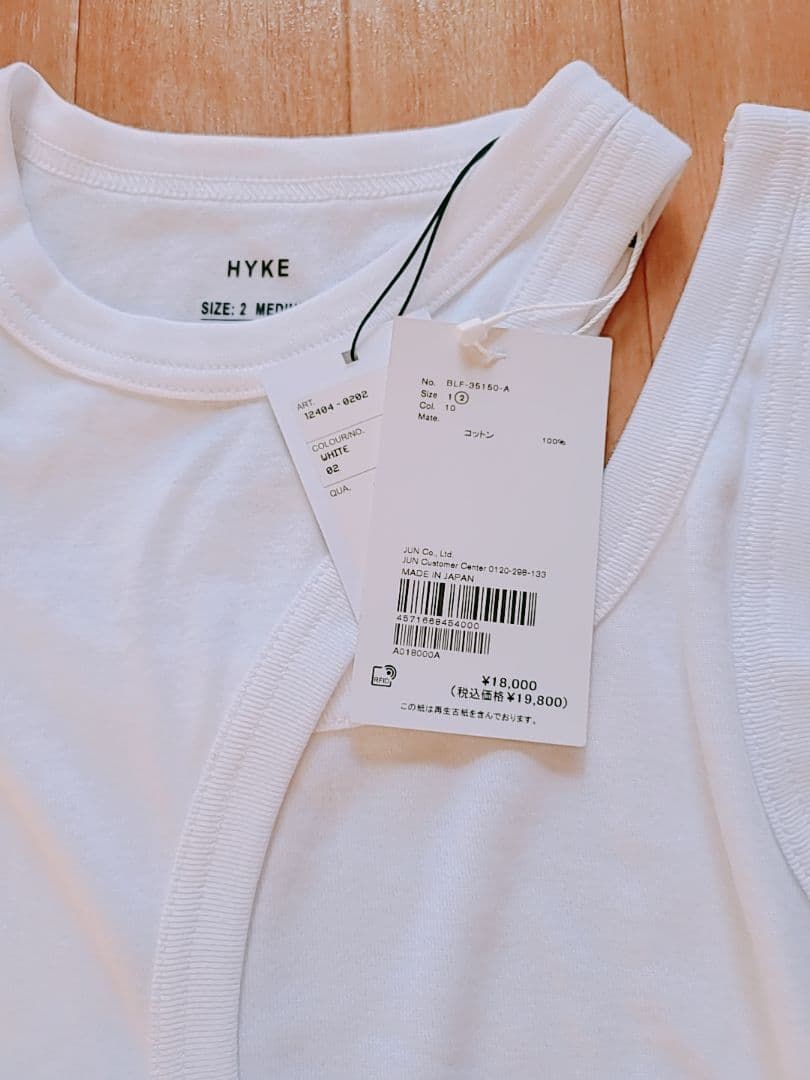 HYKE
SIZE: 2 MEDIU
ART.
12404-0202
COLOUR/NO.
WHITE
02
QUA.
No. BLF-35150-A
Size 1 ②
Col. 10
Mate.
コットン 100%
JUN Co., Ltd.
JUN Customer Center 0120-298-133
MADE IN JAPAN
4571668454000
A018000A
RFID
¥18,000
(税込価格¥19,800)
この紙は再生古紙を含んでおります。